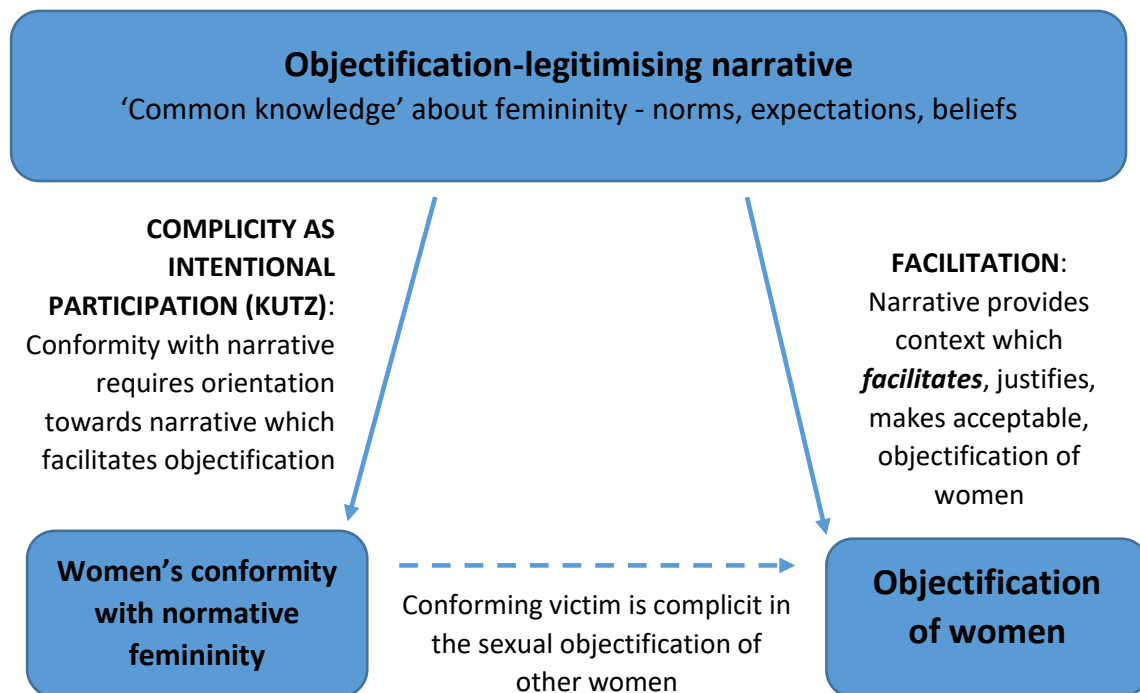 Objectification-legitimising narrative
‘Common knowledge’ about femininity - norms, expectations, beliefs
COMPLICITY AS
INTENTIONAL
PARTICIPATION (KUTZ):
Conformity with narrative
requires orientation
towards narrative which
facilitates objectification
FACILITATION:
Narrative provides
context which
facilitates, justifies,
makes acceptable,
objectification of
women
Women’s conformity
with normative
femininity
Conforming victim is complicit in
the sexual objectification of
other women
Objectification
of women